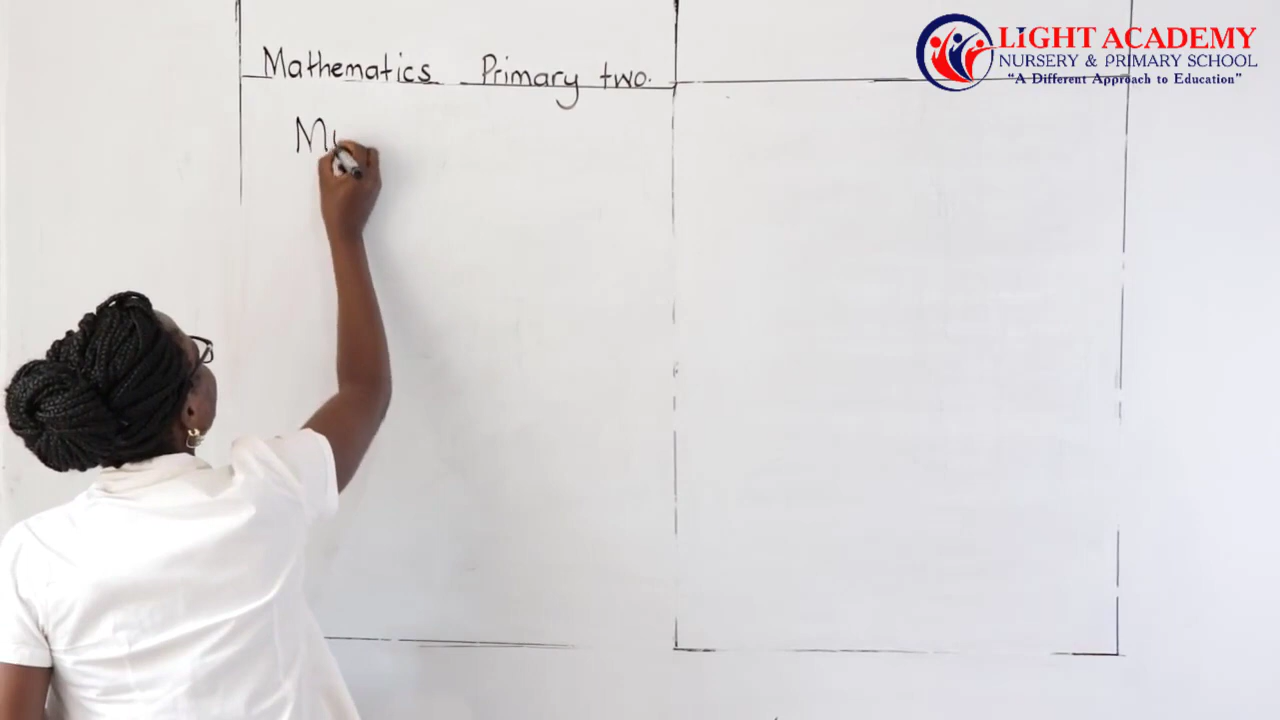 Mathematics Primary two.
LiGHT ACADEMY
NURSERY & PRIMARY SCHOOL
"A Different Approach to Education"